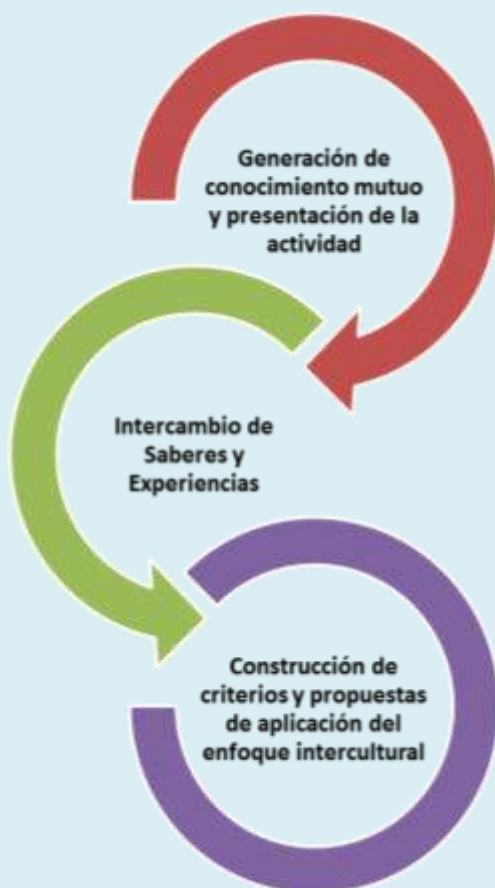 Generación de
conocimiento mutuo
y presentación de la
actividad
Intercambio de
Saberes y
Experiencias
Construcción de
criterios y propuestas
de aplicación del
enfoque intercultural